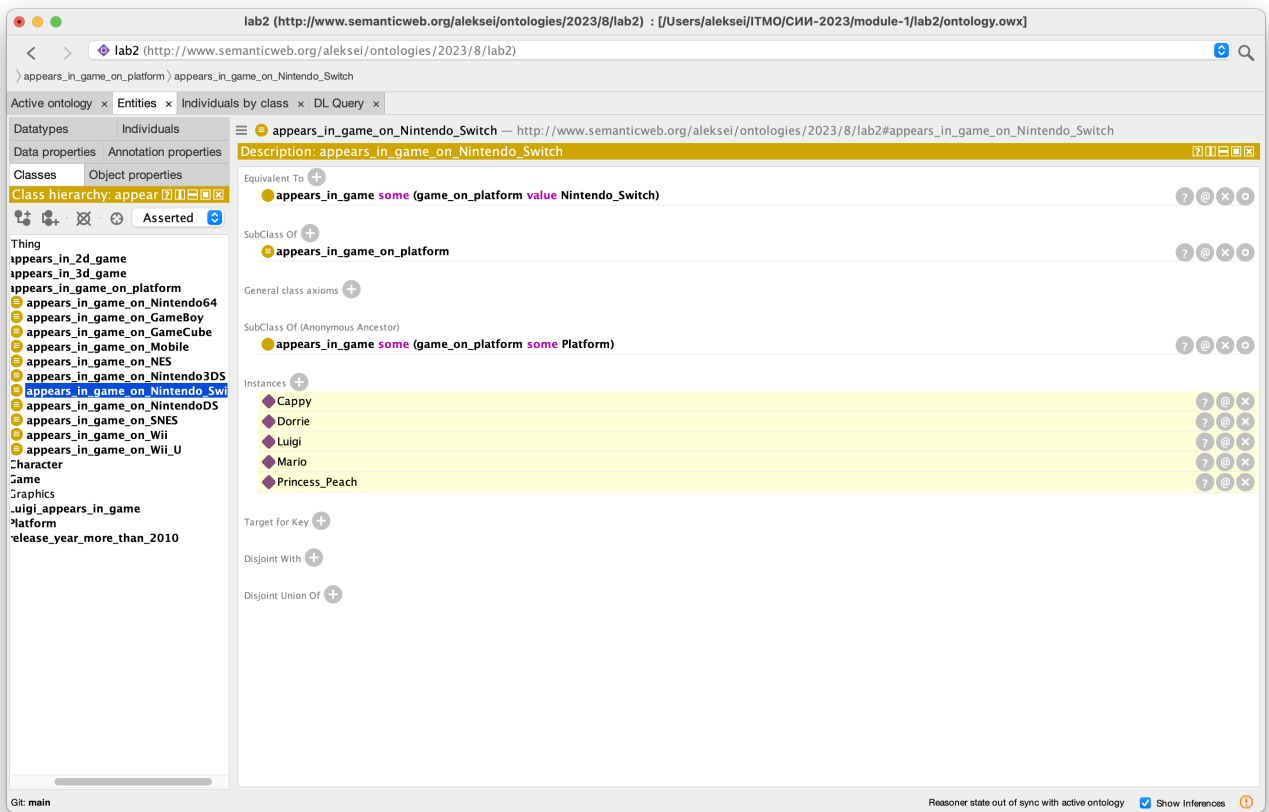 lab2 (http://www.semanticweb.org/aleksei/ontologies/2023/8/lab2) : [/Users/aleksei/ITMO/СИИ-2023/module-1/lab2/ontology.owx]
lab2 (http://www.semanticweb.org/aleksei/ontologies/2023/8/lab2)
appears_in_game_on_platform appears_in_game_on_Nintendo_Switch
Active ontology × Entities × Individuals by class × DL Query ×
Datatypes Individuals
Data properties Annotation properties
Classes Object properties
Class hierarchy: appear
Asserted
Thing
appears_in_2d_game
appears_in_3d_game
appears_in_game_on_platform
appears_in_game_on_Nintendo64
appears_in_game_on_GameBoy
appears_in_game_on_GameCube
appears_in_game_on_Mobile
appears_in_game_on_NES
appears_in_game_on_Nintendo3DS
appears_in_game_on_Nintendo_Swi
appears_in_game_on_NintendoDS
appears_in_game_on_SNES
appears_in_game_on_Wii
appears_in_game_on_Wii_U
Character
Game
Graphics
Luigi_appears_in_game
Platform
release_year_more_than_2010
appears_in_game_on_Nintendo_Switch — http://www.semanticweb.org/aleksei/ontologies/2023/8/lab2#appears_in_game_on_Nintendo_Switch
Description: appears_in_game_on_Nintendo_Switch
Equivalent To
appears_in_game some (game_on_platform value Nintendo_Switch)
SubClass Of
appears_in_game_on_platform
General class axioms
SubClass Of (Anonymous Ancestor)
appears_in_game some (game_on_platform some Platform)
Instances
Cappy
Dorrie
Luigi
Mario
Princess_Peach
Target for Key
Disjoint With
Disjoint Union Of
Git: main
Reasoner state out of sync with active ontology Show Inferences